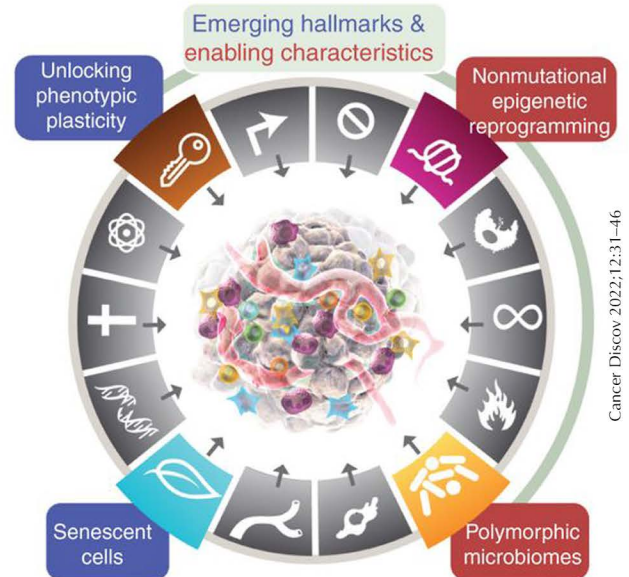 Emerging hallmarks &
enabling characteristics
Unlocking
phenotypic
plasticity
Nonmutational
epigenetic
reprogramming
Cancer Discov 2022;12:31–46
Senescent
cells
Polymorphic
microbiomes